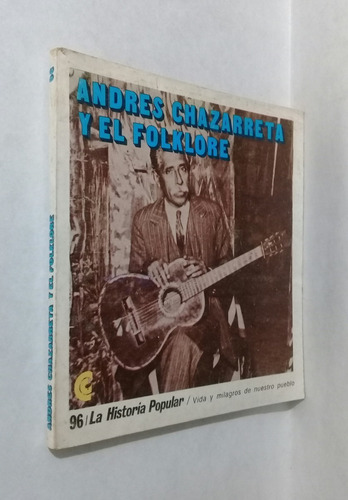 ANDRES CHAZARRETA
Y EL FOLKLORE
96/La Historia Popular / Vida y milagros de nuestro pueblo
96
ANDRES CHAZARRETA Y EL FOLKLORE